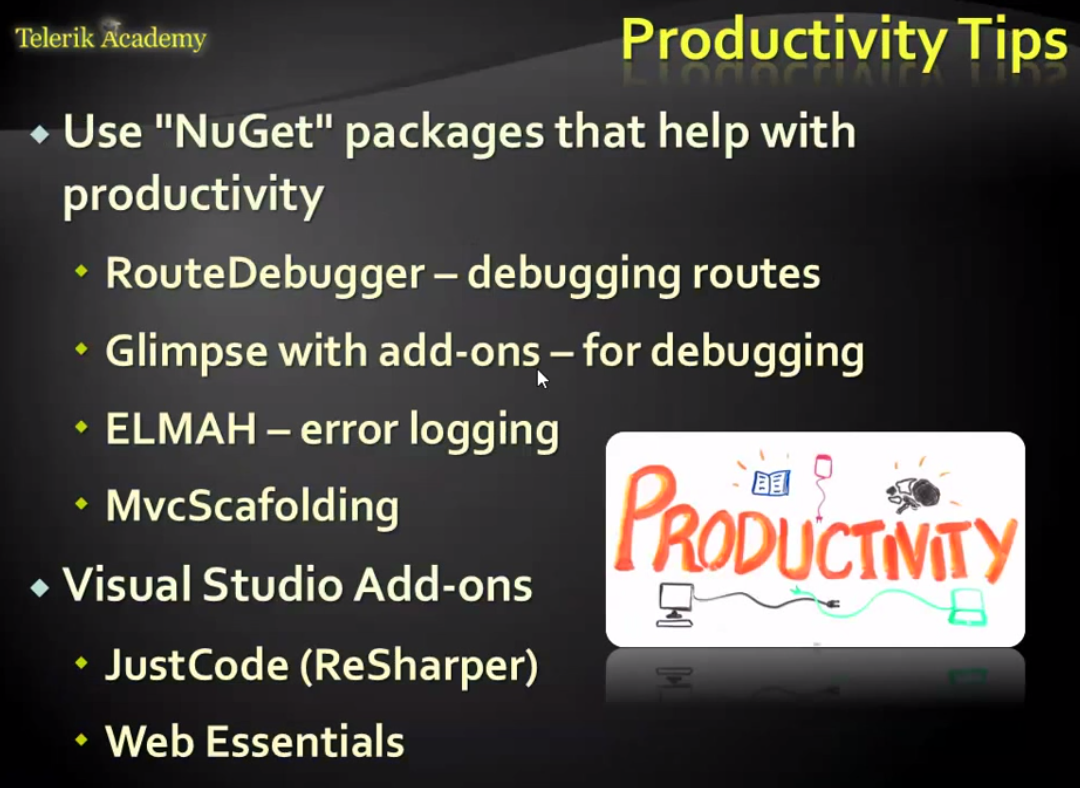 Telerik Academy
Productivity Tips
Use "NuGet" packages that help with
productivity
RouteDebugger – debugging routes
Glimpse with add-ons – for debugging
ELMAH – error logging
MvcScafolding
PRODUCTIVITY
Visual Studio Add-ons
JustCode (ReSharper)
Web Essentials